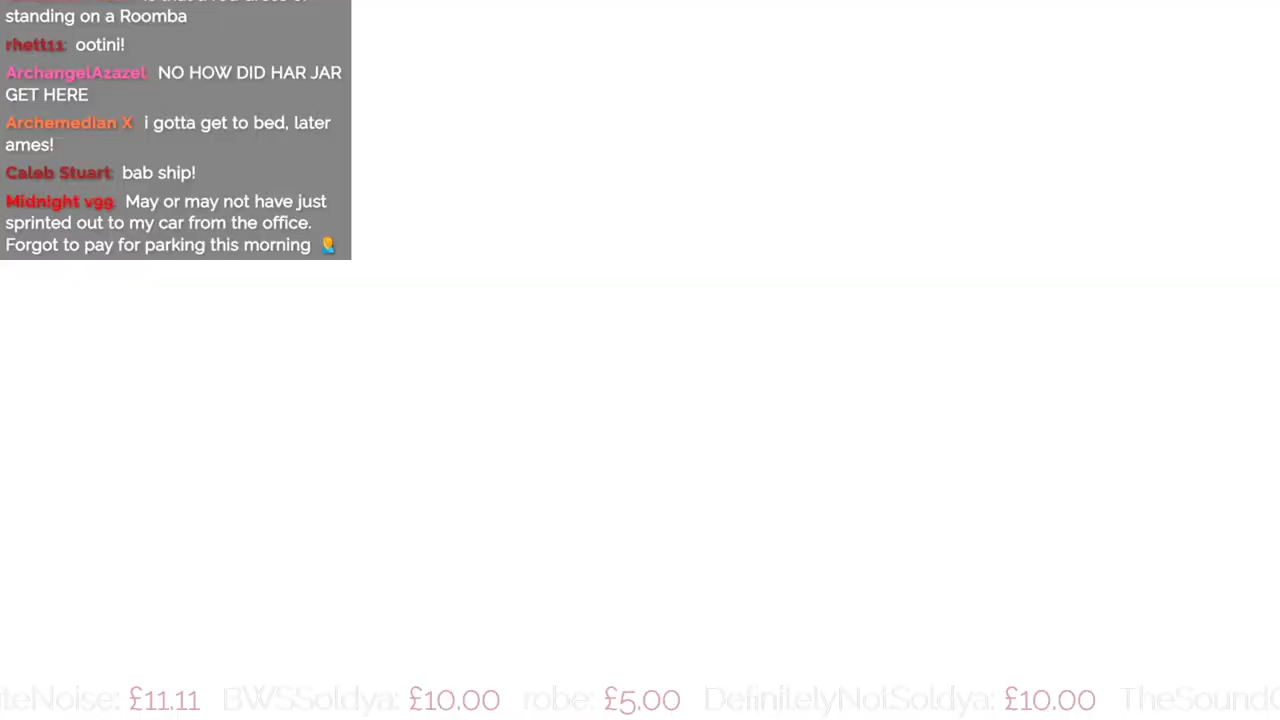 standing on a Roomba
rhett11: ootini!
ArchangelAzazel: NO HOW DID HAR JAR
GET HERE
Archemedian X: i gotta get to bed, later
ames!
Caleb Stuart: bab ship!
Midnight v99: May or may not have just
sprinted out to my car from the office.
Forgot to pay for parking this morning 🤦
iteNoise: £11.11 BWSSoldya: £10.00 robe: £5.00 DefinitelyNotSoldya: £10.00 TheSound